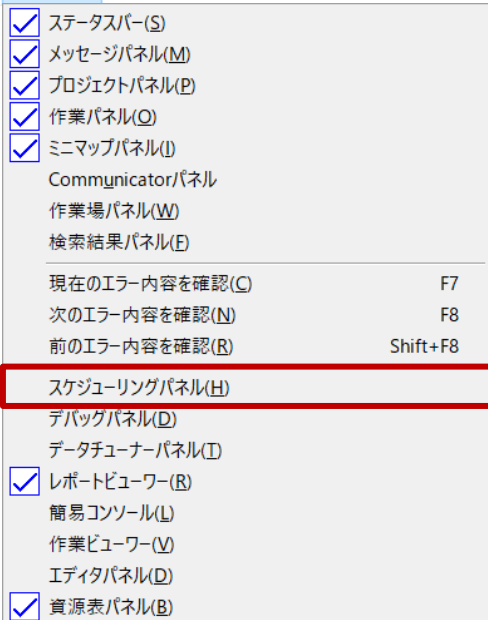 ステータスバー(S)
メッセージパネル(M)
プロジェクトパネル(P)
作業パネル(O)
ミニマップパネル(I)
Communicatorパネル
作業場パネル(W)
検索結果パネル(F)
現在のエラー内容を確認(C) F7
次のエラー内容を確認(N) F8
前のエラー内容を確認(R) Shift+F8
スケジューリングパネル(H)
デバッグパネル(D)
データチューナーパネル(T)
レポートビューワー(R)
簡易コンソール(L)
作業ビューワー(V)
エディタパネル(D)
資源表パネル(B)